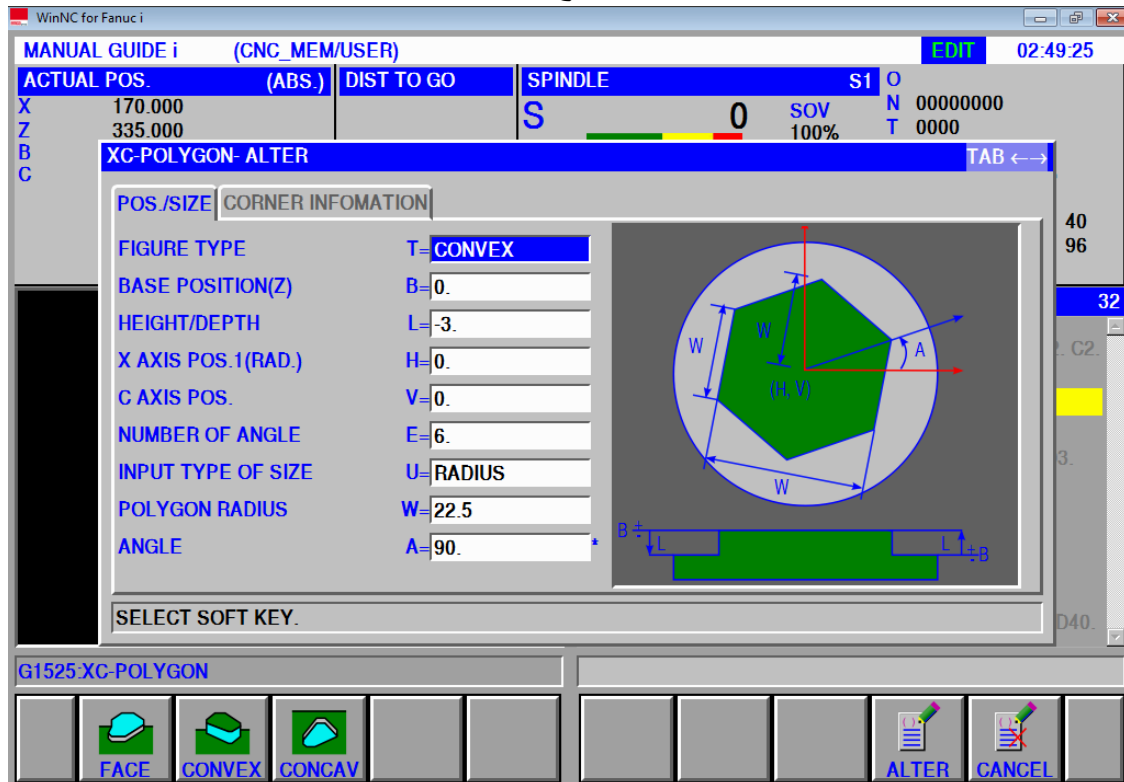 WinNC for Fanuc i
MANUAL GUIDE i (CNC_MEM/USER) EDIT 02:49:25
ACTUAL POS. (ABS.) DIST TO GO SPINDLE S1 O
X 170.000 S 0 SOV N 00000000
Z 335.000 100% T 0000
B
C
XC-POLYGON- ALTER TAB ←→
POS./SIZE CORNER INFOMATION
40
96
32
FIGURE TYPE T= CONVEX
BASE POSITION(Z) B= 0.
HEIGHT/DEPTH L= -3.
X AXIS POS.1(RAD.) H= 0.
C AXIS POS. V= 0.
NUMBER OF ANGLE E= 6.
INPUT TYPE OF SIZE U= RADIUS
POLYGON RADIUS W= 22.5
ANGLE A= 90. *
W
W
A
(H, V)
W
B ± L L ±B
C2.
3.
D40.
SELECT SOFT KEY.
G1525:XC-POLYGON
FACE CONVEX CONCAV ALTER CANCEL